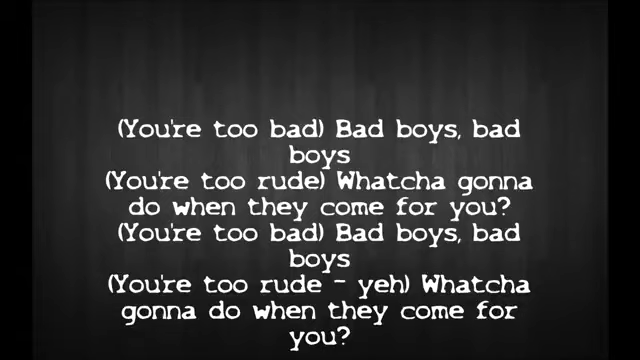 (You're too bad) Bad boys, bad
boys
(You're too rude) Whatcha gonna
do when they come for you?
(You're too bad) Bad boys, bad
boys
(You're too rude - yeh) Whatcha
gonna do when they come for
you?